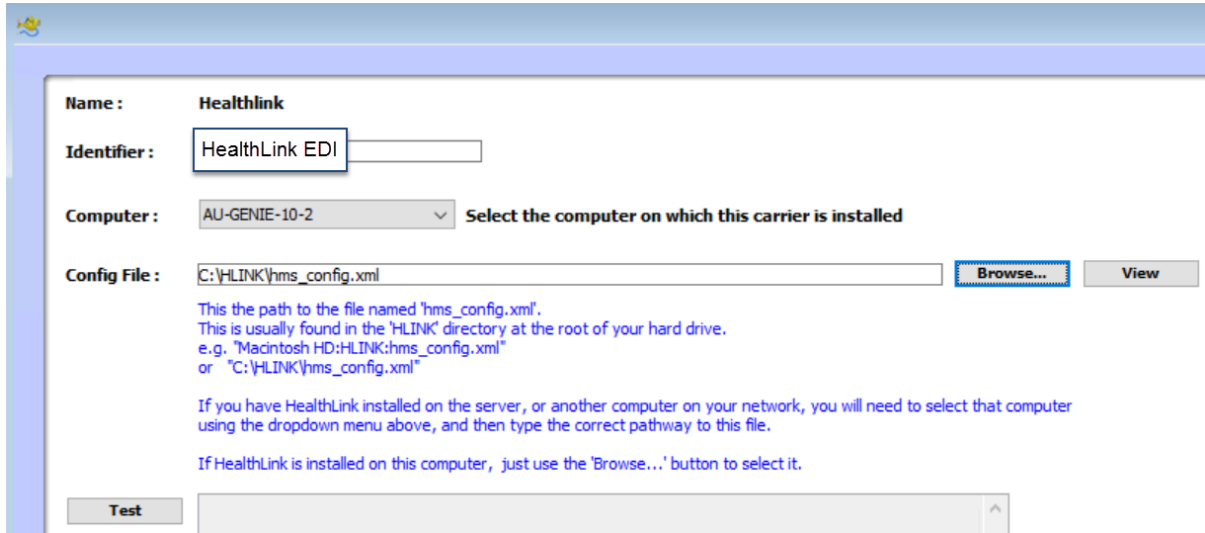 Name : Healthlink
Identifier : HealthLink EDI
Computer : AU-GENIE-10-2 Select the computer on which this carrier is installed
Config File : C:\HLINK\hms_config.xml Browse... View
This the path to the file named 'hms_config.xml'.
This is usually found in the 'HLINK' directory at the root of your hard drive.
e.g. "Macintosh HD:HLINK:hms_config.xml"
or "C:\HLINK\hms_config.xml"
If you have HealthLink installed on the server, or another computer on your network, you will need to select that computer
using the dropdown menu above, and then type the correct pathway to this file.
If HealthLink is installed on this computer, just use the 'Browse...' button to select it.
Test